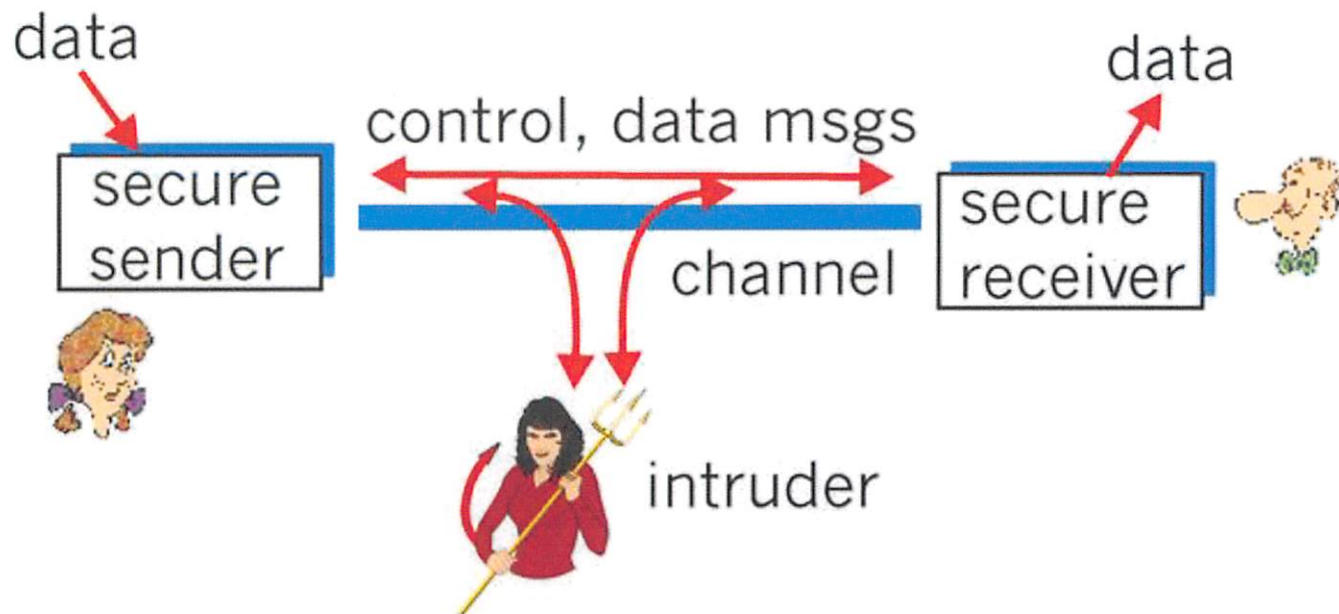 data
data
control, data msgs
secure
sender
secure
receiver
channel
intruder